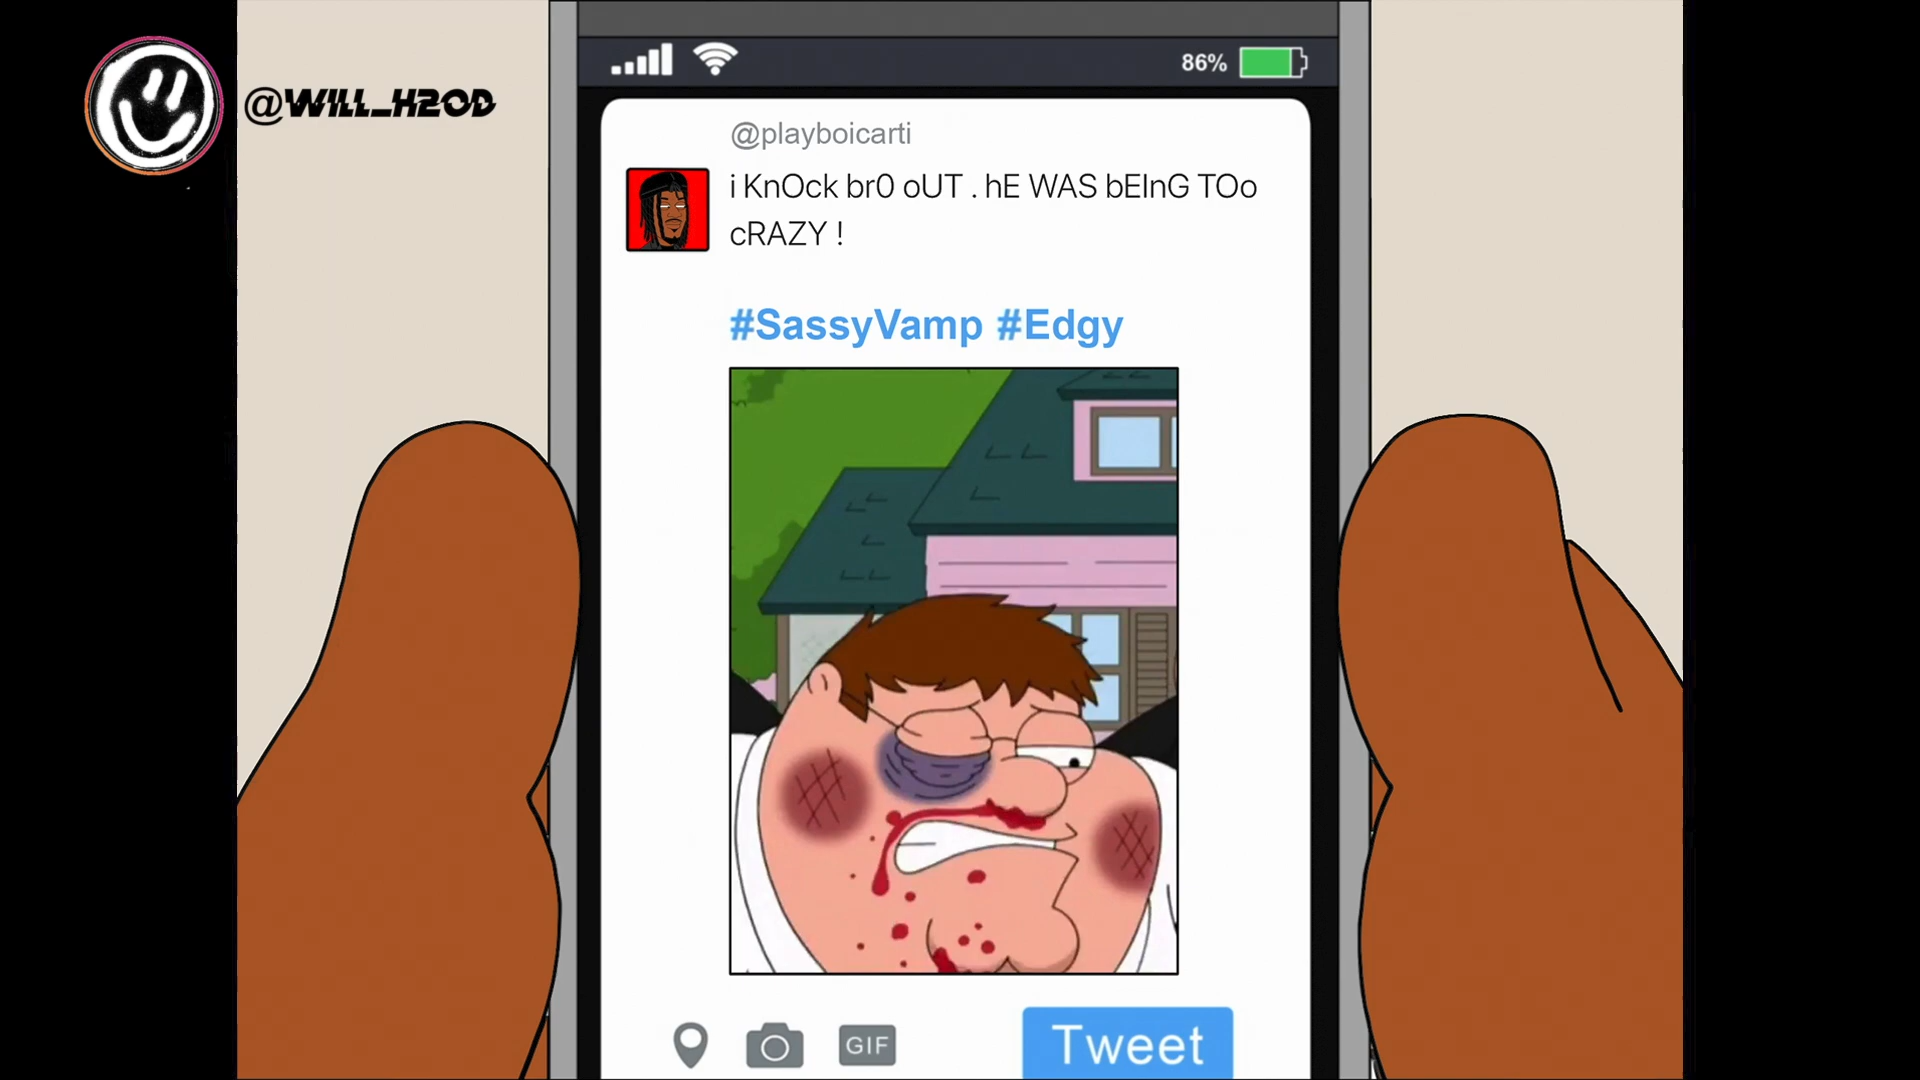 @WILL_H2OD
86%
@playboicarti
i KnOck br0 oUT . hE WAS bEInG TOo
cRAZY !
#SassyVamp #Edgy
GIF
Tweet